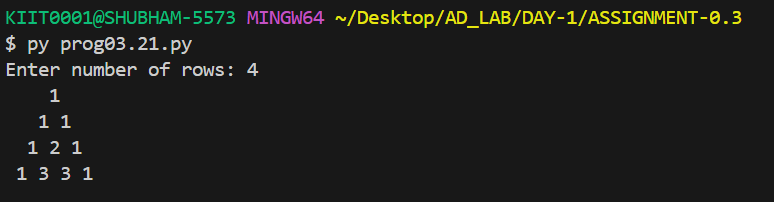 KIIT0001@SHUBHAM-5573 MINGW64 ~/Desktop/AD_LAB/DAY-1/ASSIGNMENT-0.3
$ py prog03.21.py
Enter number of rows: 4
    1
   1 1
  1 2 1
 1 3 3 1